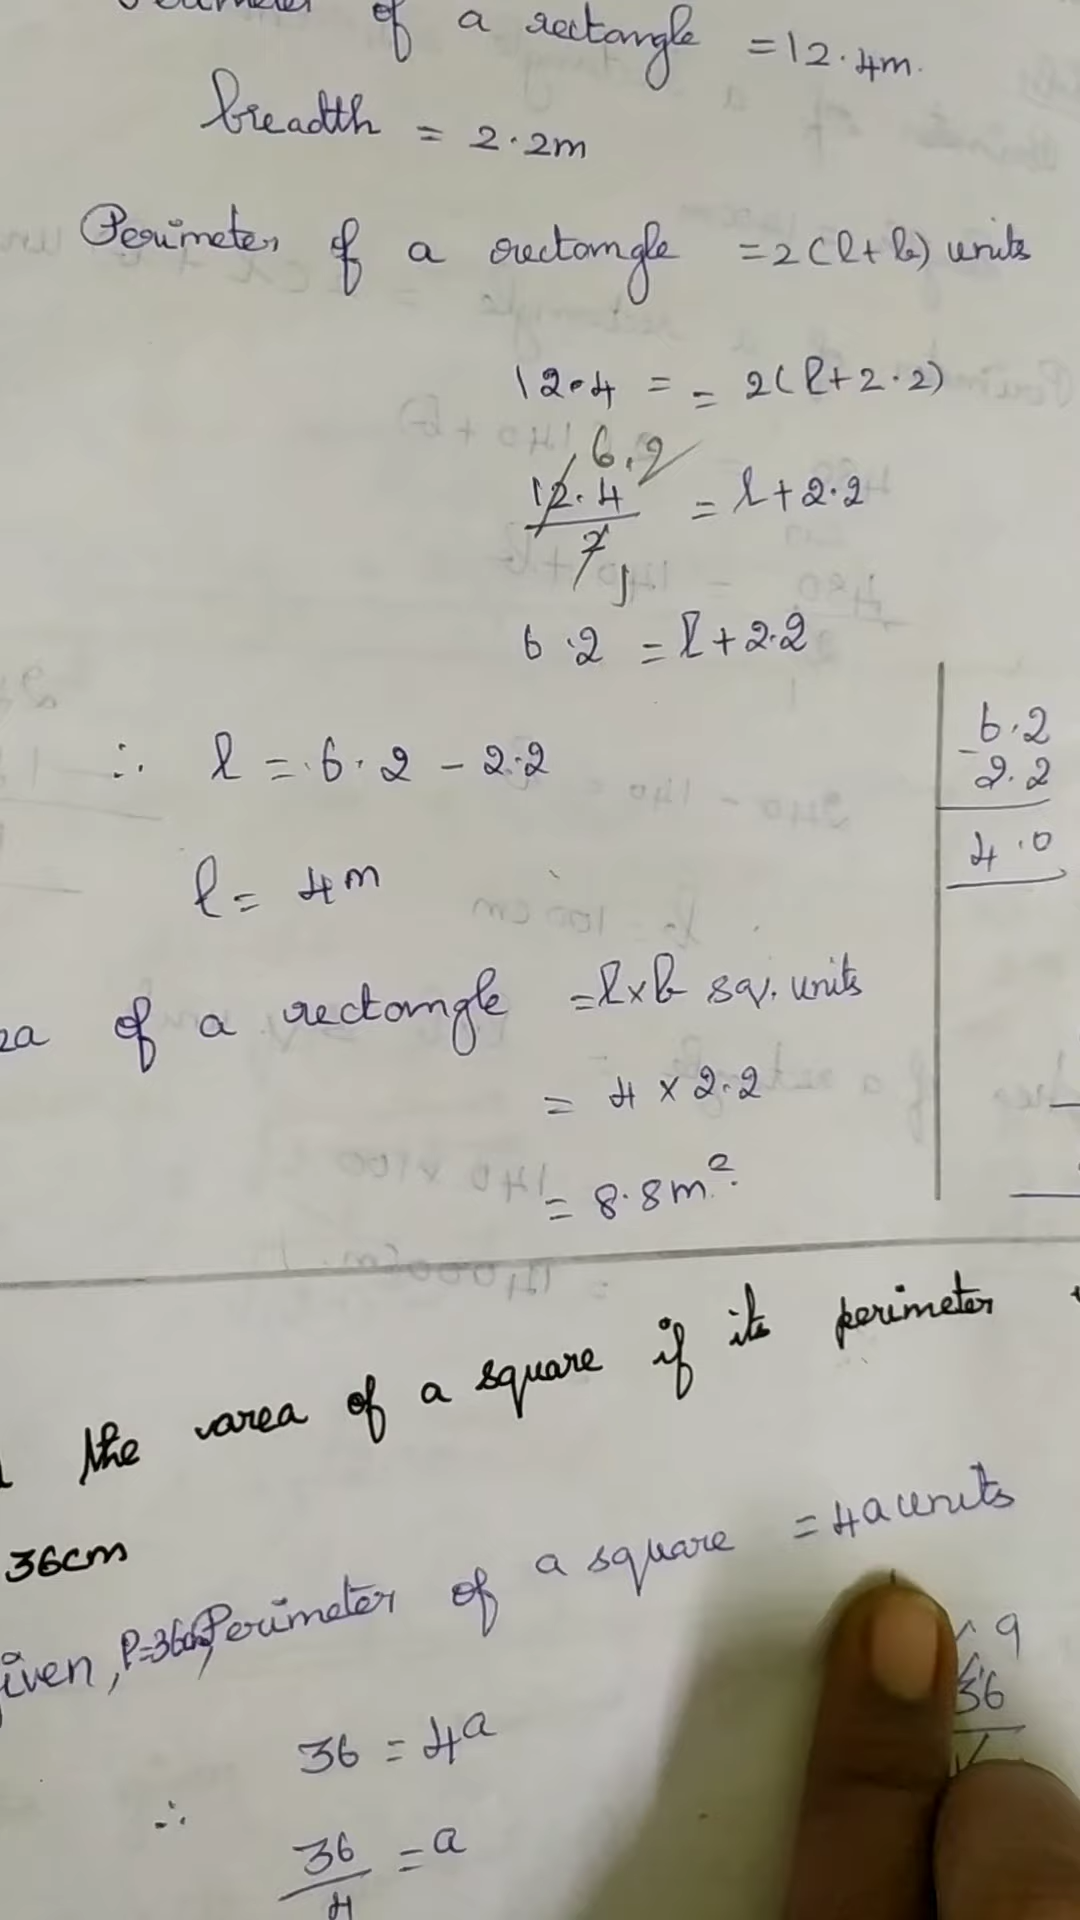 of a rectangle = 12.4m.
breadth = 2.2m
Perimeter of a rectangle = 2(l+b) units
12.4 = = 2(l+2.2)
6.2
12.4 = l+2.2
2 1
6.2 = l+2.2
∴ l = 6.2 - 2.2
6.2
- 2.2
4.0
l = 4m
of a rectangle = l×b sq. units
= 4 × 2.2
= 8.8m².
the area of a square if its perimeter
36cm
P=36cm, Perimeter of a square = 4a units
9
36
36 = 4a
∴
36 = a
4